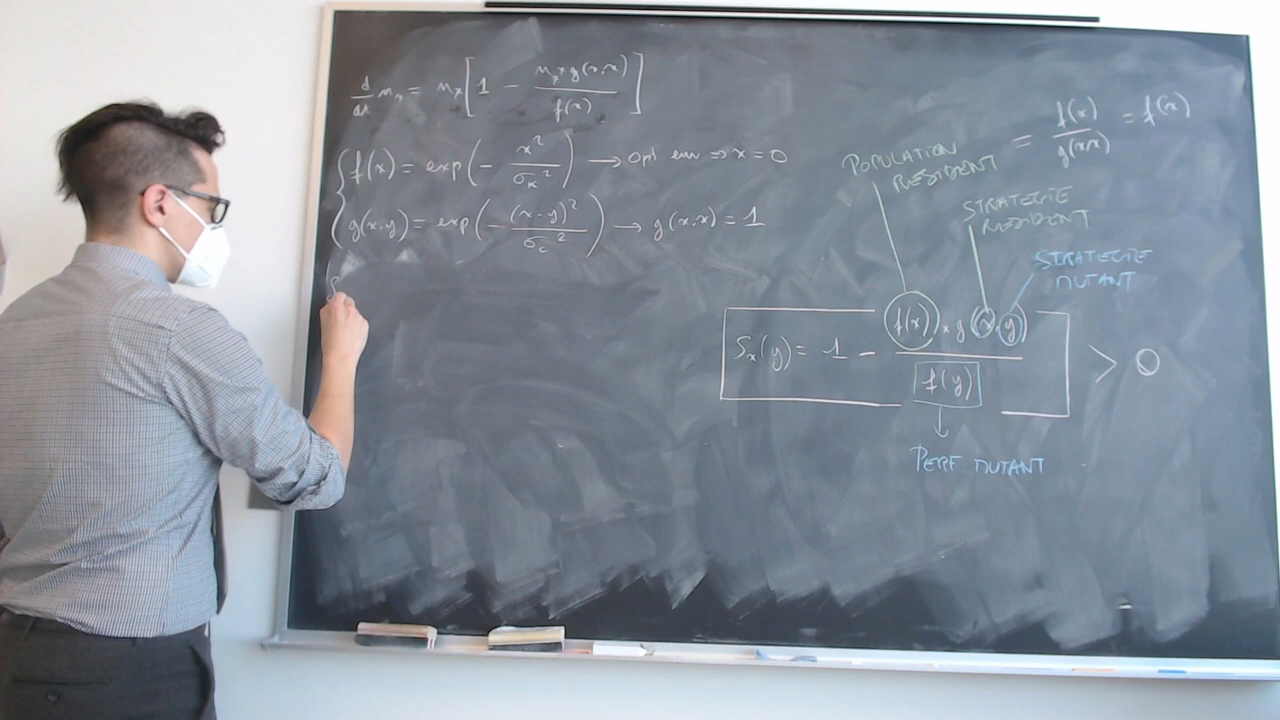 d/dt n_x = n_x [ 1 - n_x * g(x,x) / f(x) ]
f(x) = exp( - x² / σ_K² ) → opt env ⇒ x = 0
g(x,y) = exp( - (x-y)² / σ_c² ) → g(x,x) = 1
S
= f(x) / g(x,x) = f(x)
POPULATION
RESIDENT
STRATEGIE
RESIDENT
STRATEGIE
MUTANT
S_x(y) = 1 - f(x) * g(x,y) / f(y) > 0
↓
PERF MUTANT